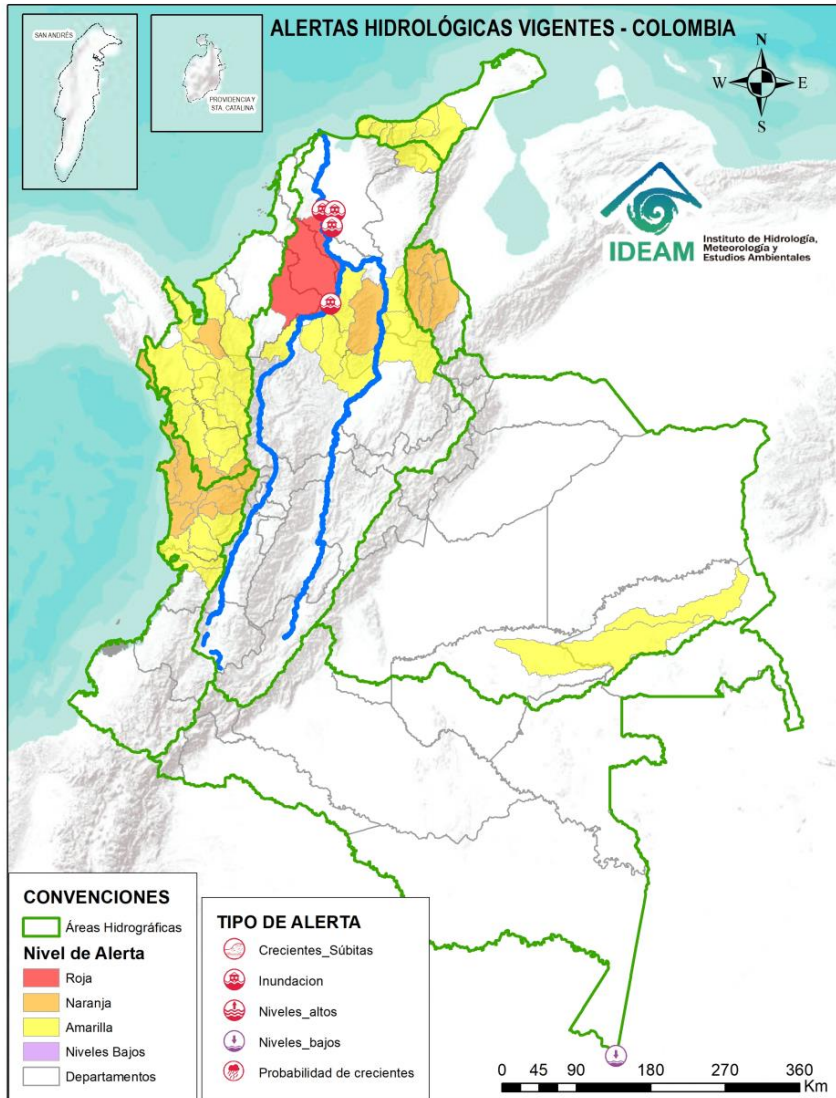 ALERTAS HIDROLÓGICAS VIGENTES - COLOMBIA
SAN ANDRÉS
PROVIDENCIA Y
STA. CATALINA
N
W
E
S
IDEAM
Instituto de Hidrología,
Meteorología y
Estudios Ambientales
CONVENCIONES
Áreas Hidrográficas
Nivel de Alerta
Roja
Naranja
Amarilla
Niveles Bajos
Departamentos
TIPO DE ALERTA
Crecientes_Súbitas
Inundacion
Niveles_altos
Niveles_bajos
Probabilidad de crecientes
0 45 90 180 270 360
Km